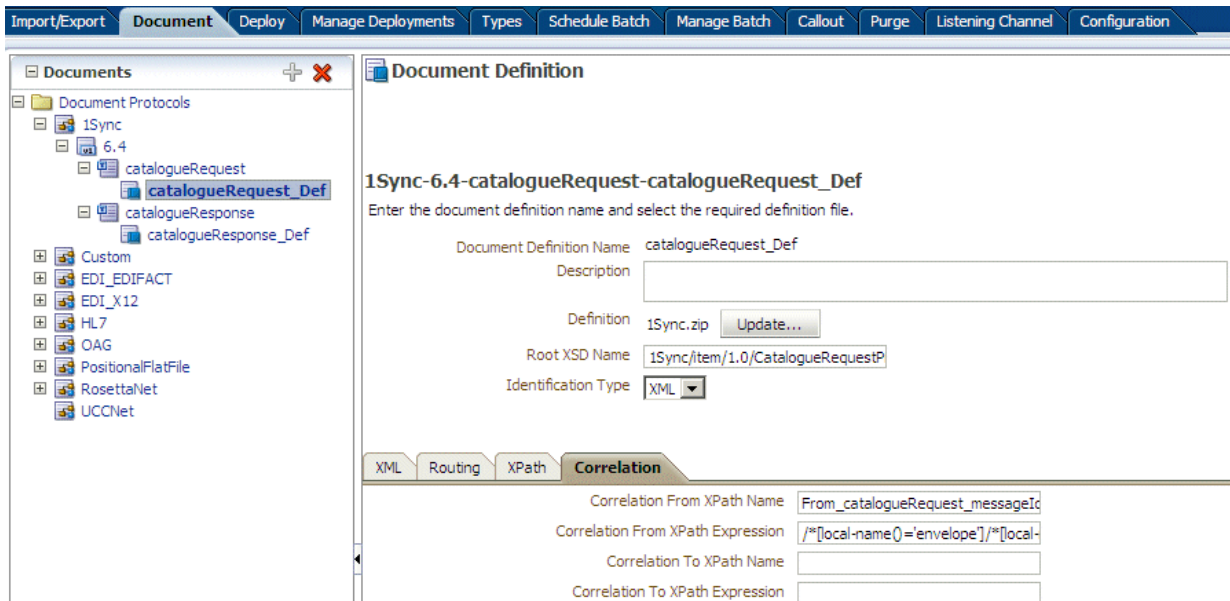 Import/Export Document Deploy Manage Deployments Types Schedule Batch Manage Batch Callout Purge Listening Channel Configuration
Documents
Document Protocols
1Sync
6.4
catalogueRequest
catalogueRequest_Def
catalogueResponse
catalogueResponse_Def
Custom
EDI_EDIFACT
EDI_X12
HL7
OAG
PositionalFlatFile
RosettaNet
UCCNet
Document Definition
1Sync-6.4-catalogueRequest-catalogueRequest_Def
Enter the document definition name and select the required definition file.
Document Definition Name catalogueRequest_Def
Description
Definition 1Sync.zip Update...
Root XSD Name 1Sync/item/1.0/CatalogueRequestP
Identification Type XML
XML Routing XPath Correlation
Correlation From XPath Name From_catalogueRequest_messageId
Correlation From XPath Expression /*[local-name()='envelope']/*[local-
Correlation To XPath Name
Correlation To XPath Expression